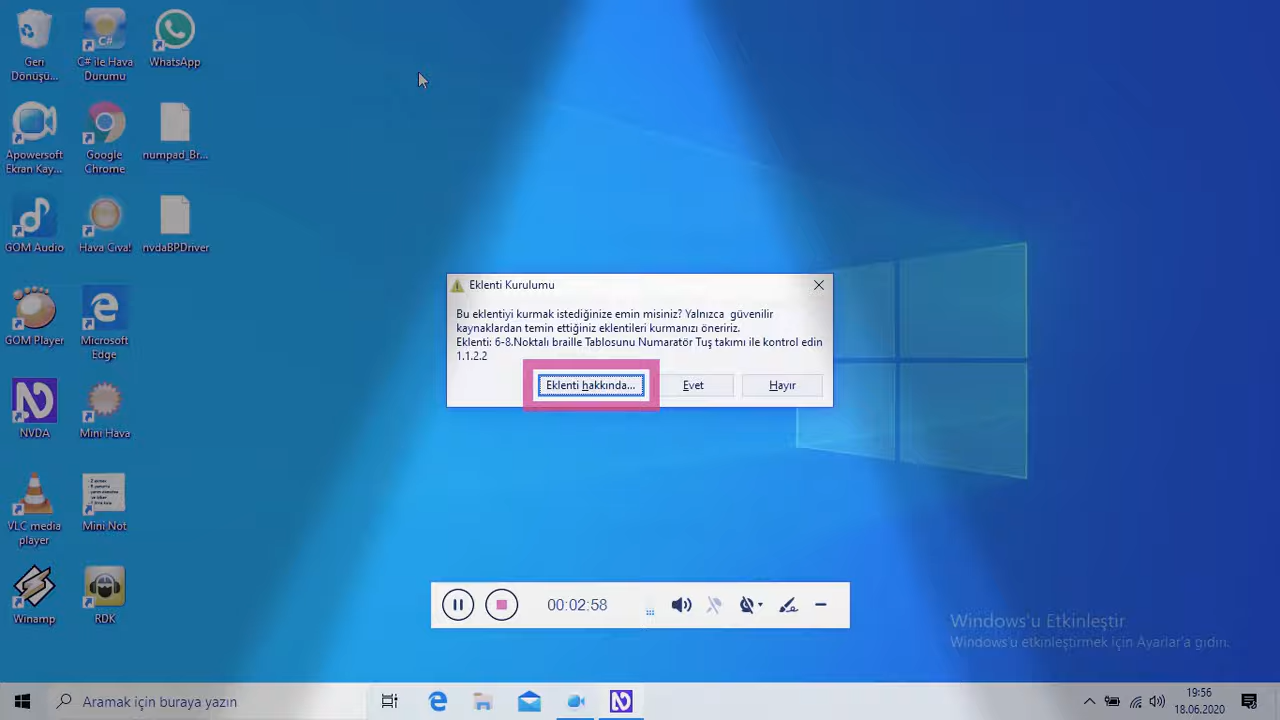 Geri
Dönüşü...
C# ile Hava
Durumu
WhatsApp
Apowersoft
Ekran Kay...
Google
Chrome
numpad_Br...
GOM Audio
Hava Cıva!
nvdaBPDriver
GOM Player
Microsoft
Edge
NVDA
Mini Hava
VLC media
player
Mini Not
Winamp
RDK
Eklenti Kurulumu
Bu eklentiyi kurmak istediğinize emin misiniz? Yalnızca güvenilir
kaynaklardan temin ettiğiniz eklentileri kurmanızı öneririz.
Eklenti: 6-8.Noktalı braille Tablosunu Numaratör Tuş takımı ile kontrol edin
1.1.2.2
Eklenti hakkında...
Evet
Hayır
00:02:58
Windows'u Etkinleştir
Windows'u etkinleştirmek için Ayarlar'a gidin.
Aramak için buraya yazın
19:56
18.06.2020